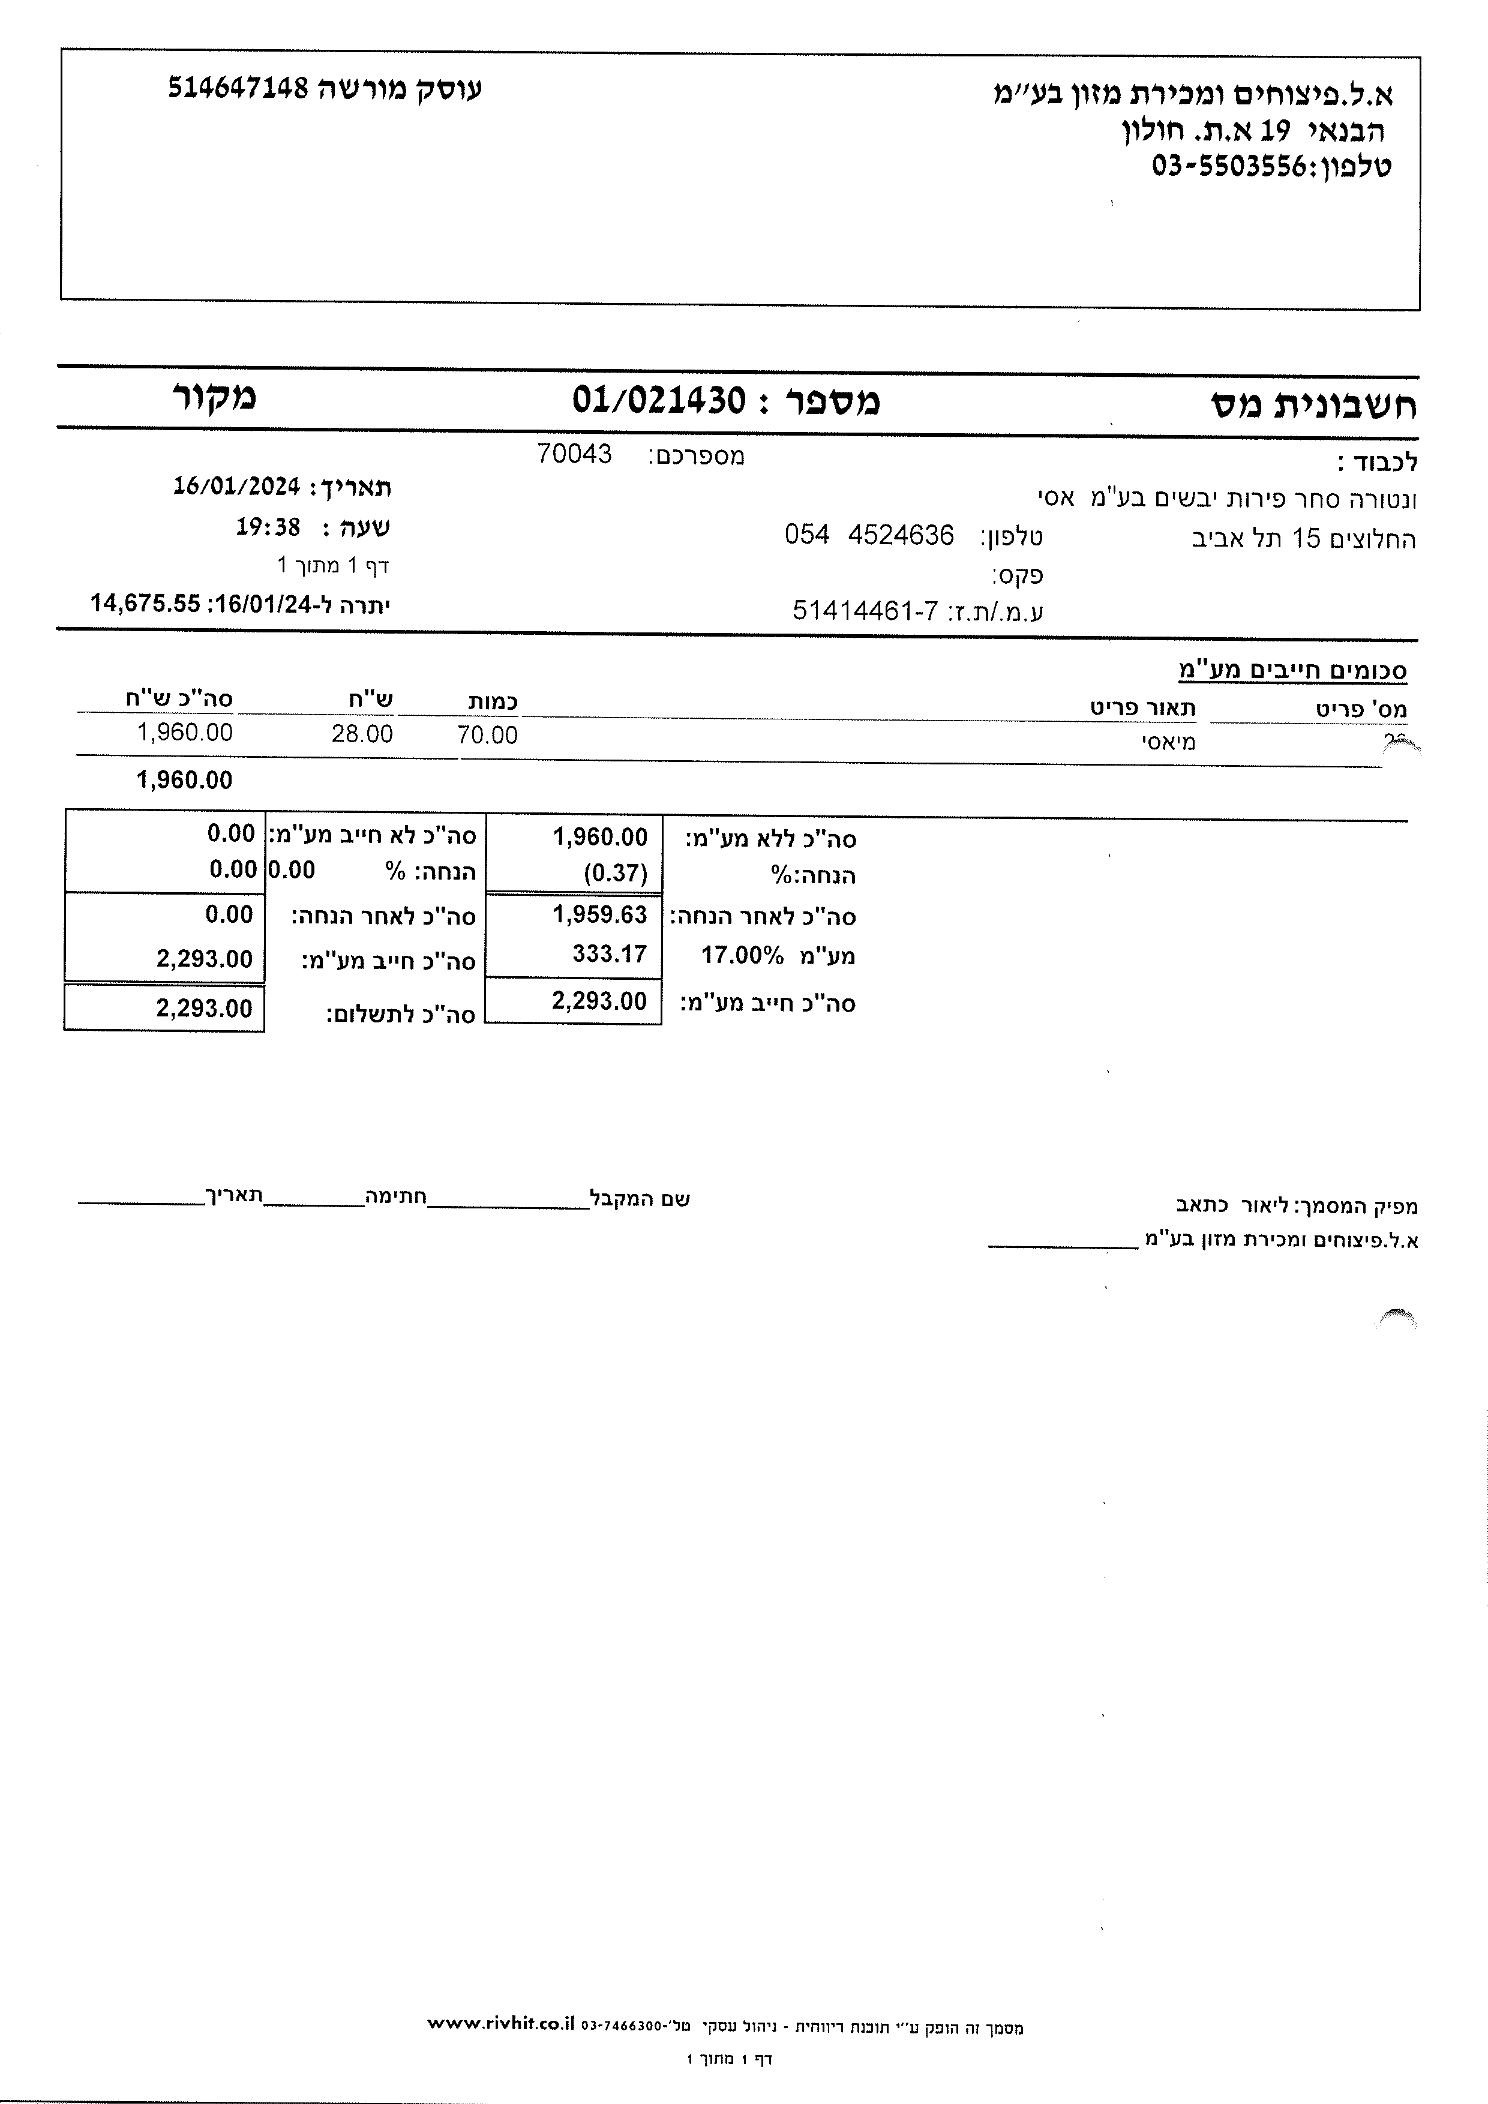 א.ל.פיצוחים ומכירת מזון בע"מ
עוסק מורשה 514647148
הבנאי 19 א.ת. חולון
טלפון:03-5503556
חשבונית מס מספר : 01/021430 מקור
לכבוד :
מספרכם: 70043
תאריך: 16/01/2024
ונטורה סחר פירות יבשים בע"מ אסי
שעה : 19:38
החלוצים 15 תל אביב
טלפון: 054 4524636
דף 1 מתוך 1
פקס:
יתרה ל-16/01/24: 14,675.55
ע.מ./ת.ז: 51414461-7
סכומים חייבים מע"מ
מס' פריט תאור פריט כמות ש"ח סה"כ ש"ח
מיאסי 70.00 28.00 1,960.00
1,960.00
סה"כ ללא מע"מ: 1,960.00 סה"כ לא חייב מע"מ: 0.00
הנחה:% (0.37) הנחה: % 0.00 0.00
סה"כ לאחר הנחה: 1,959.63 סה"כ לאחר הנחה: 0.00
מע"מ 17.00% 333.17 סה"כ חייב מע"מ: 2,293.00
סה"כ חייב מע"מ: 2,293.00 סה"כ לתשלום: 2,293.00
מפיק המסמך: ליאור כתאב
שם המקבל____________חתימה________תאריך__________
א.ל.פיצוחים ומכירת מזון בע"מ ____________
מסמך זה הופק ע"י תוכנת ריווחית - ניהול עסקי טל'-03-7466300 www.rivhit.co.il
דף 1 מתוך 1